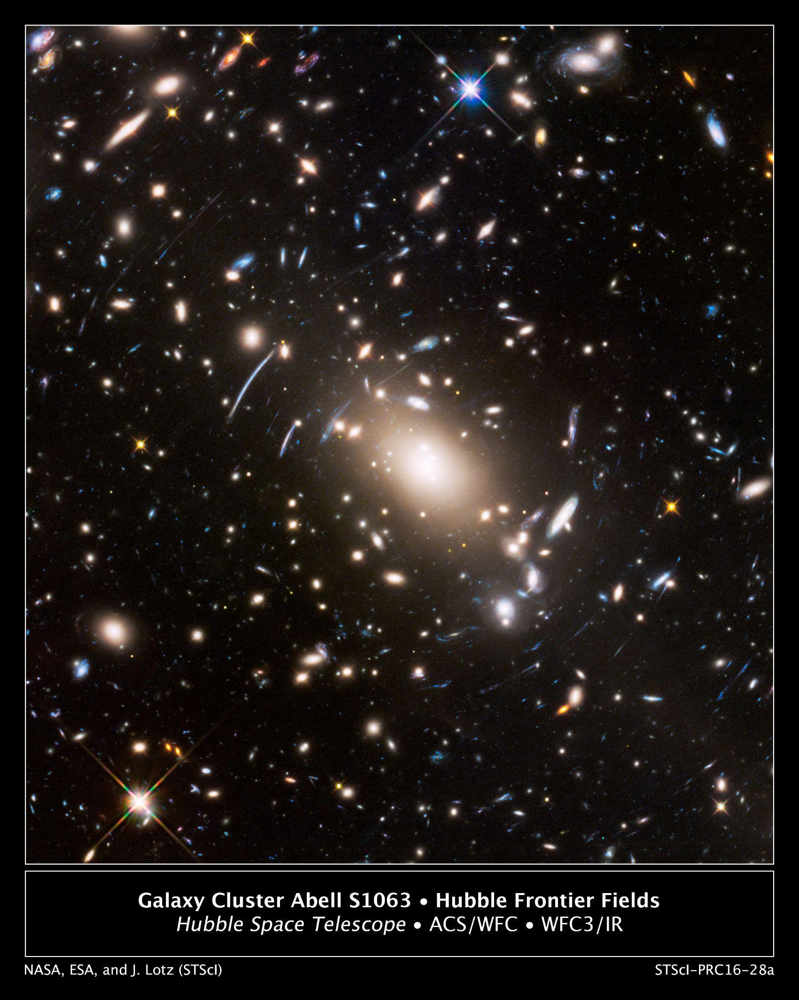 Galaxy Cluster Abell S1063 • Hubble Frontier Fields
Hubble Space Telescope • ACS/WFC • WFC3/IR
NASA, ESA, and J. Lotz (STScI)
STScI-PRC16-28a